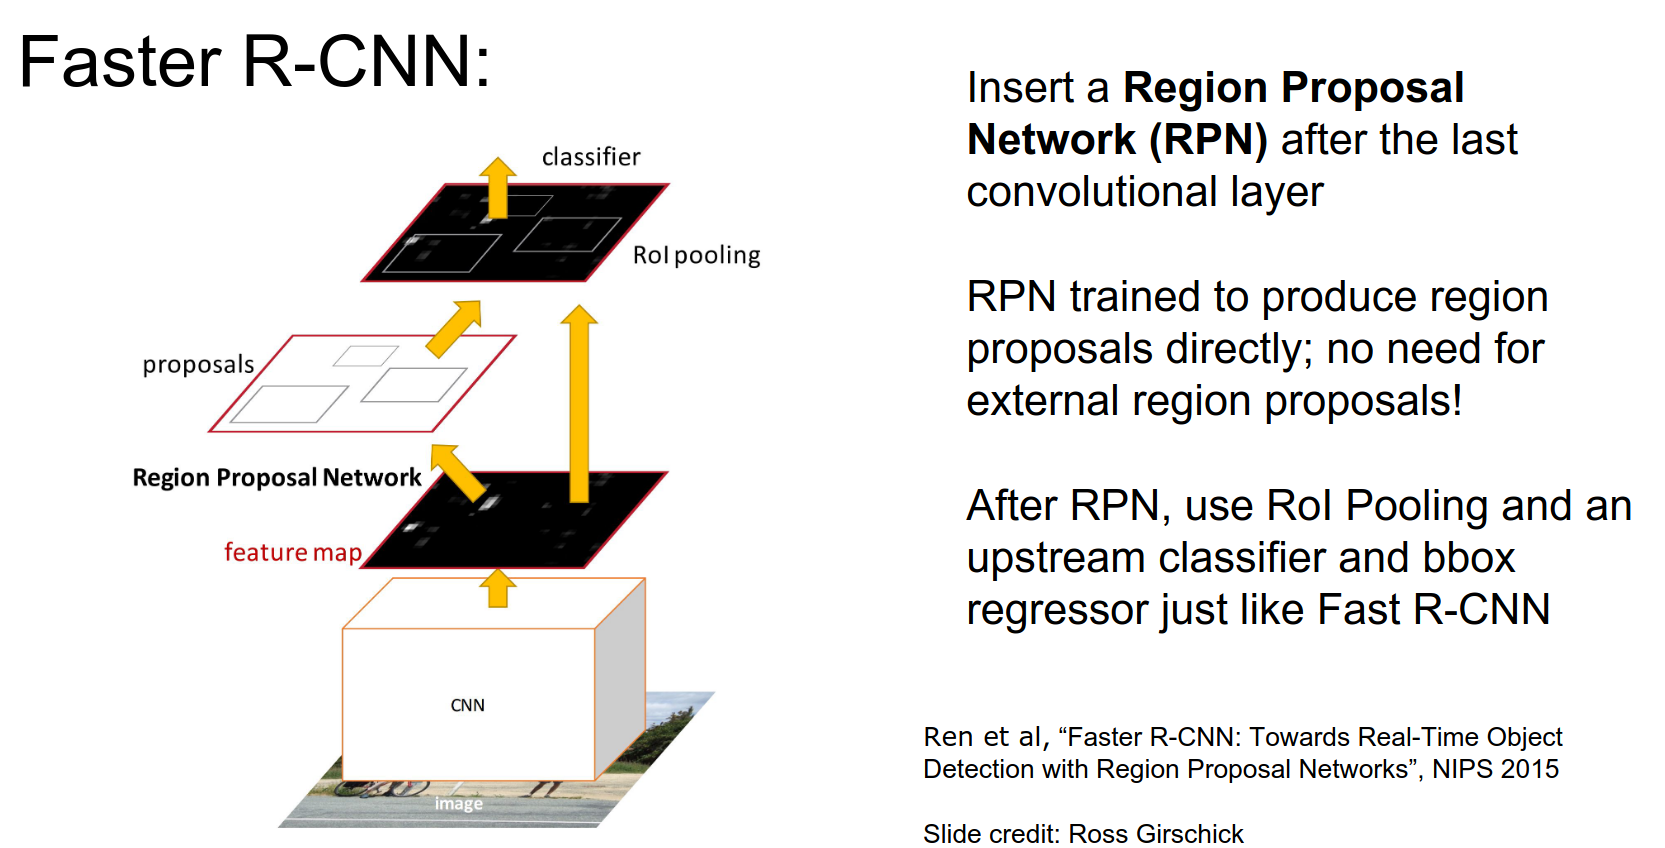 Faster R-CNN:
classifier
RoI pooling
proposals
Region Proposal Network
feature map
CNN
image
Insert a Region Proposal
Network (RPN) after the last
convolutional layer
RPN trained to produce region
proposals directly; no need for
external region proposals!
After RPN, use RoI Pooling and an
upstream classifier and bbox
regressor just like Fast R-CNN
Ren et al, “Faster R-CNN: Towards Real-Time Object
Detection with Region Proposal Networks”, NIPS 2015
Slide credit: Ross Girschick